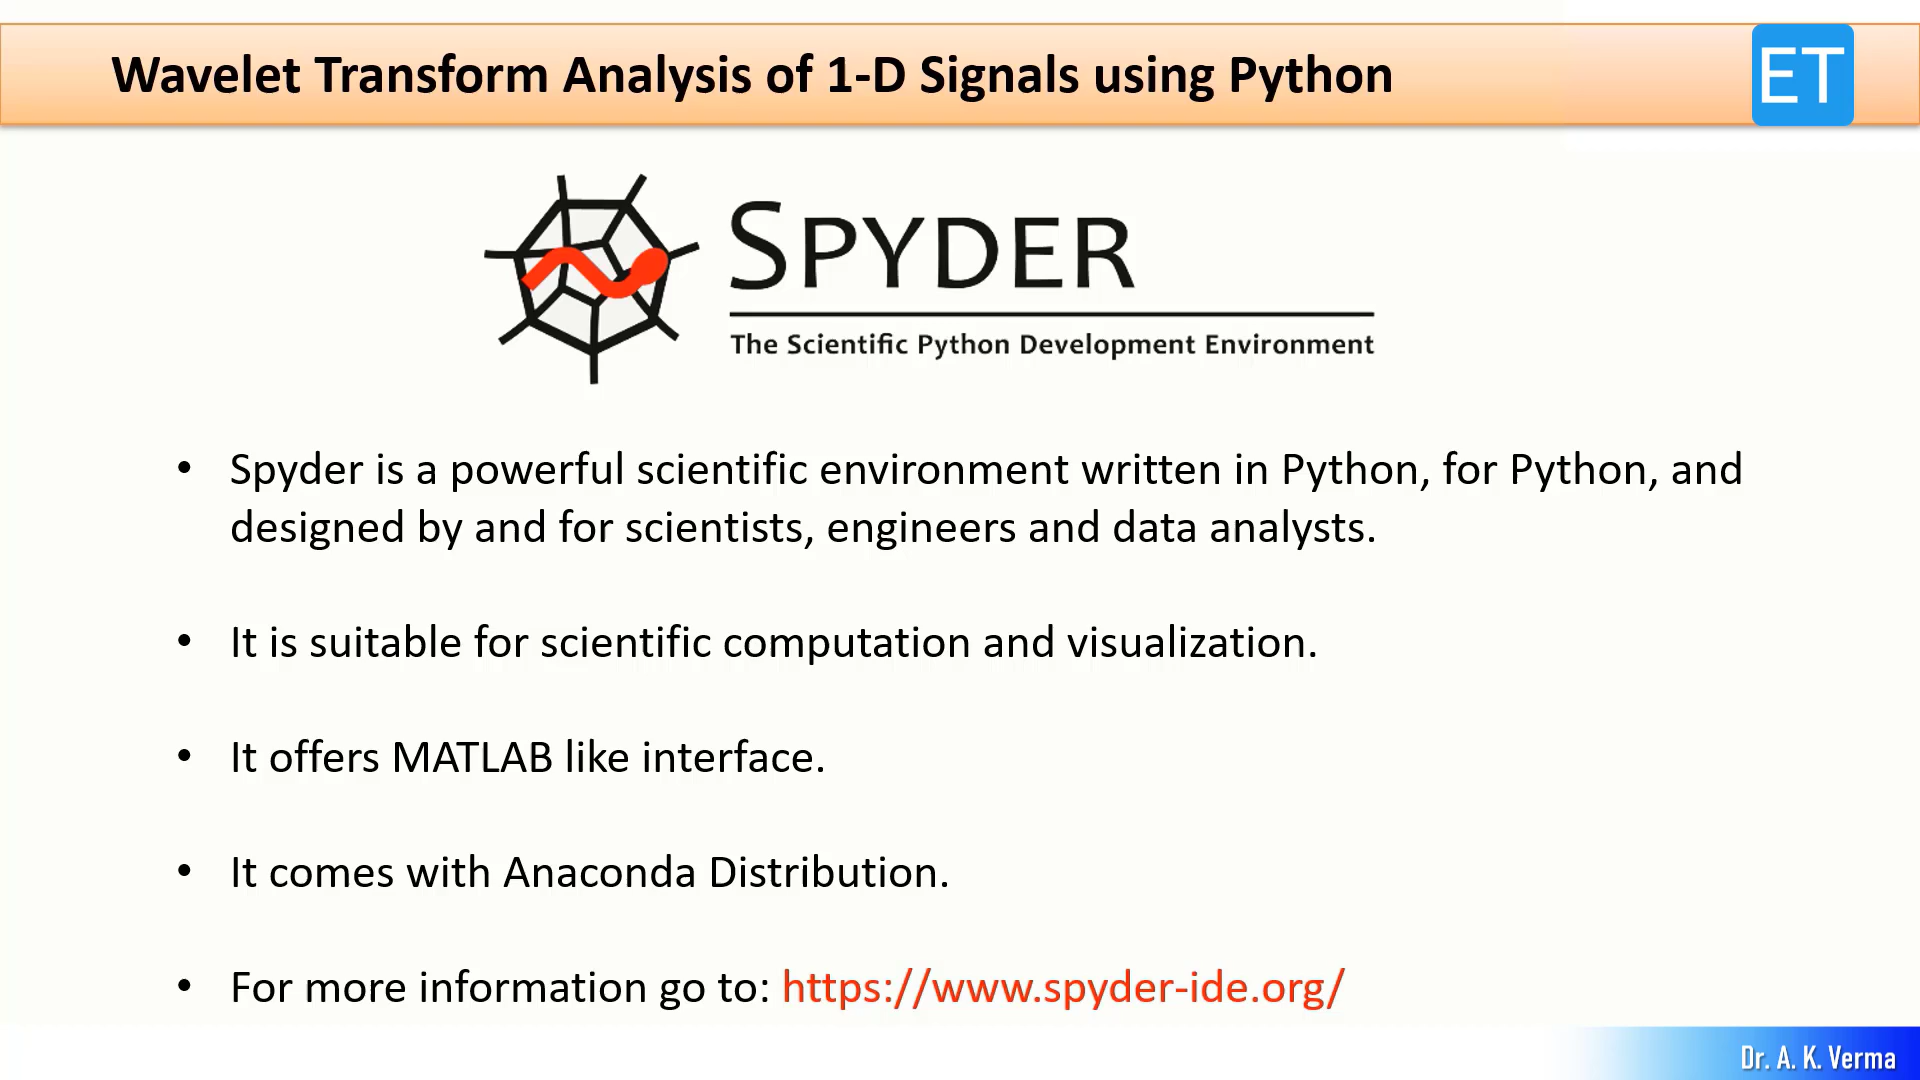 Wavelet Transform Analysis of 1-D Signals using Python
ET
SPYDER
The Scientific Python Development Environment
• Spyder is a powerful scientific environment written in Python, for Python, and
designed by and for scientists, engineers and data analysts.
• It is suitable for scientific computation and visualization.
• It offers MATLAB like interface.
• It comes with Anaconda Distribution.
• For more information go to: https://www.spyder-ide.org/
Dr. A. K. Verma